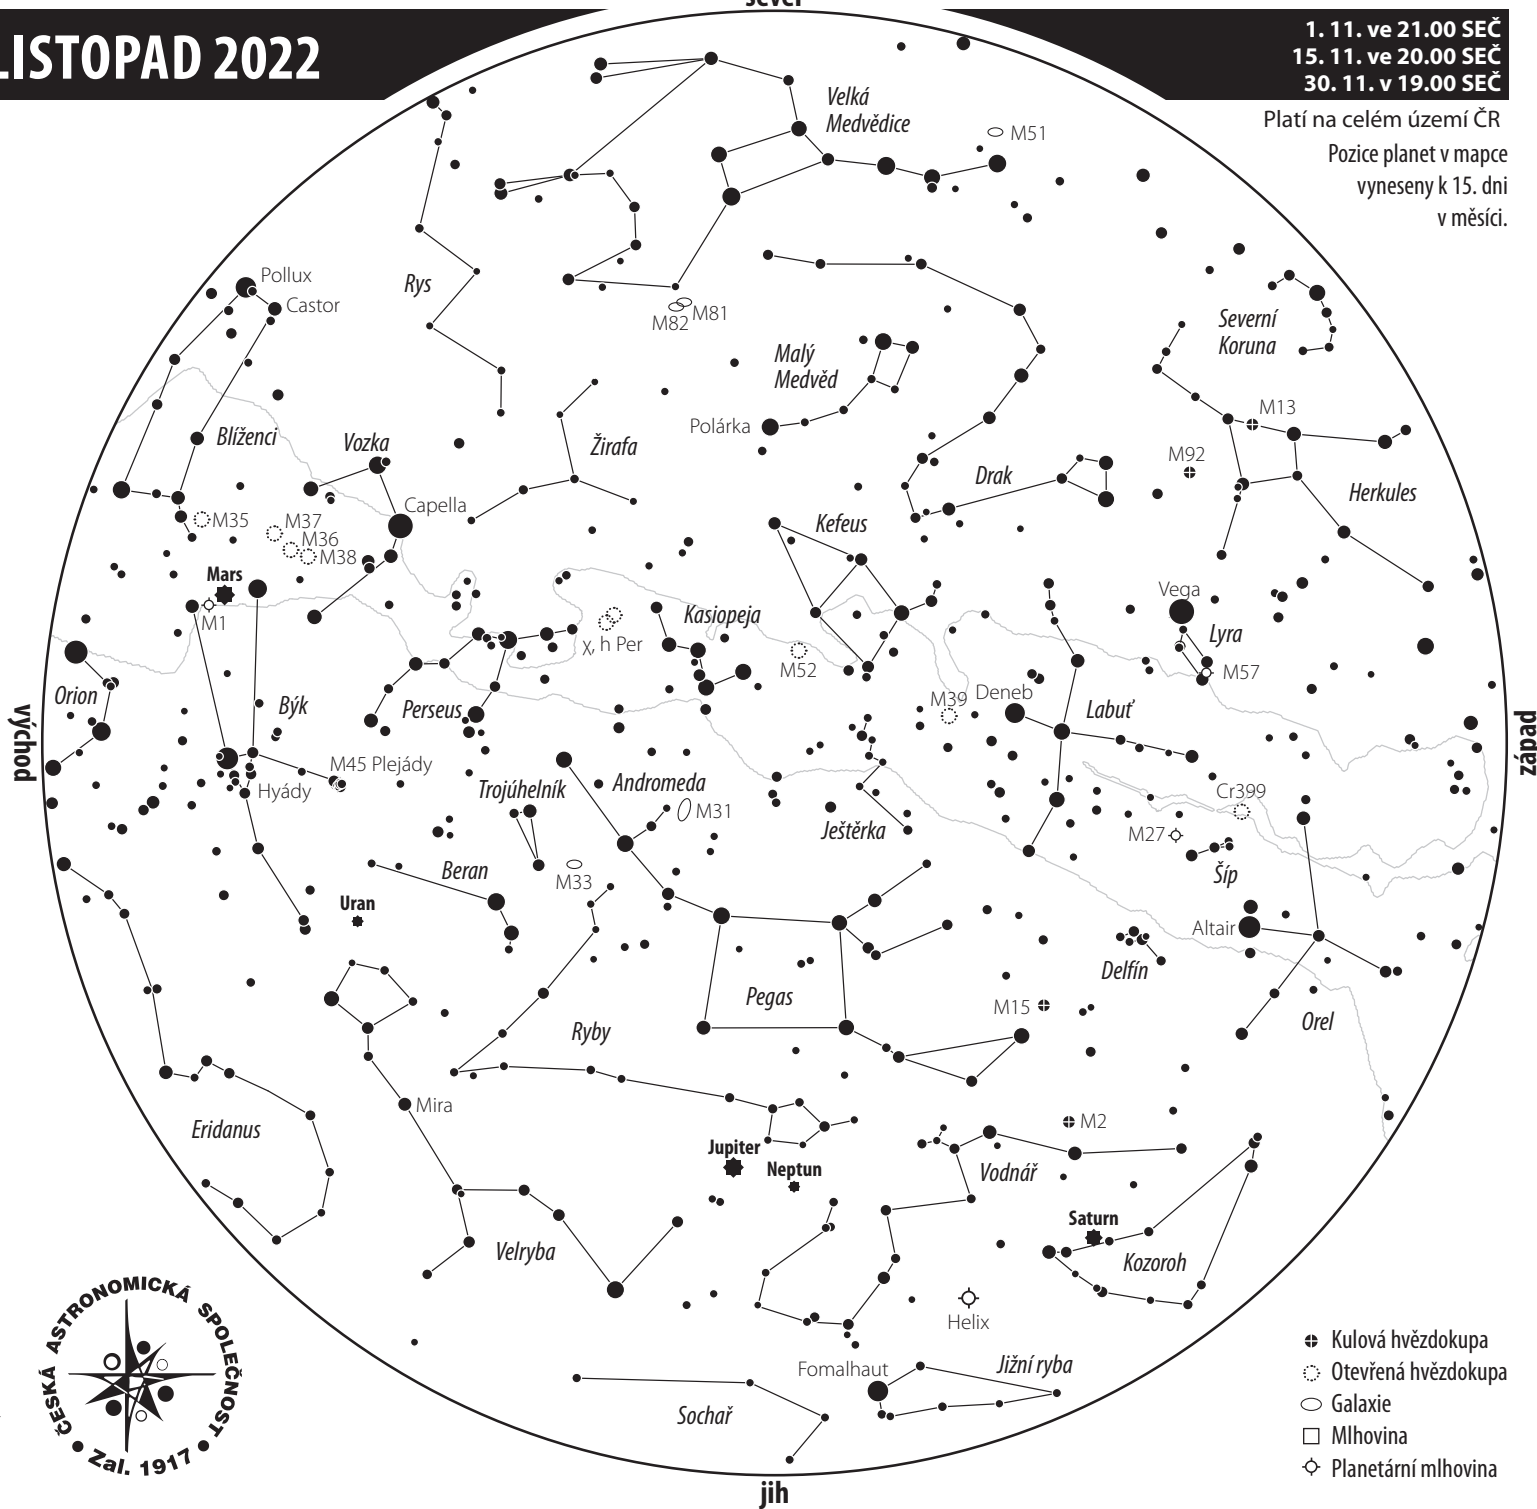 sever
LISTOPAD 2022
1. 11. ve 21.00 SEČ
15. 11. ve 20.00 SEČ
30. 11. v 19.00 SEČ
Platí na celém území ČR
Pozice planet v mapce
vyneseny k 15. dni
v měsíci.
Velká
Medvědice
M51
Pollux
Castor
Rys
M81
M82
Severní
Koruna
Malý
Medvěd
Polárka
M13
Blíženci
Vozka
Žirafa
M92
Drak
Herkules
Capella
Kefeus
M35
M37
M36
M38
Mars
M1
Vega
Lyra
Kasiopeja
χ, h Per
M52
M57
Orion
Býk
Perseus
M39
Deneb
Labuť
východ
západ
M45 Plejády
Hyády
Trojúhelník
Andromeda
M31
Ještěrka
Cr399
M27
Šíp
Beran
M33
Uran
Altair
Delfín
Pegas
M15
Ryby
Orel
Mira
Eridanus
M2
Jupiter
Neptun
Vodnář
Saturn
Kozoroh
Velryba
Helix
Fomalhaut
Jižní ryba
Sochař
jih
ČESKÁ ASTRONOMICKÁ SPOLEČNOST
Zal. 1917
Kulová hvězdokupa
Otevřená hvězdokupa
Galaxie
Mlhovina
Planetární mlhovina